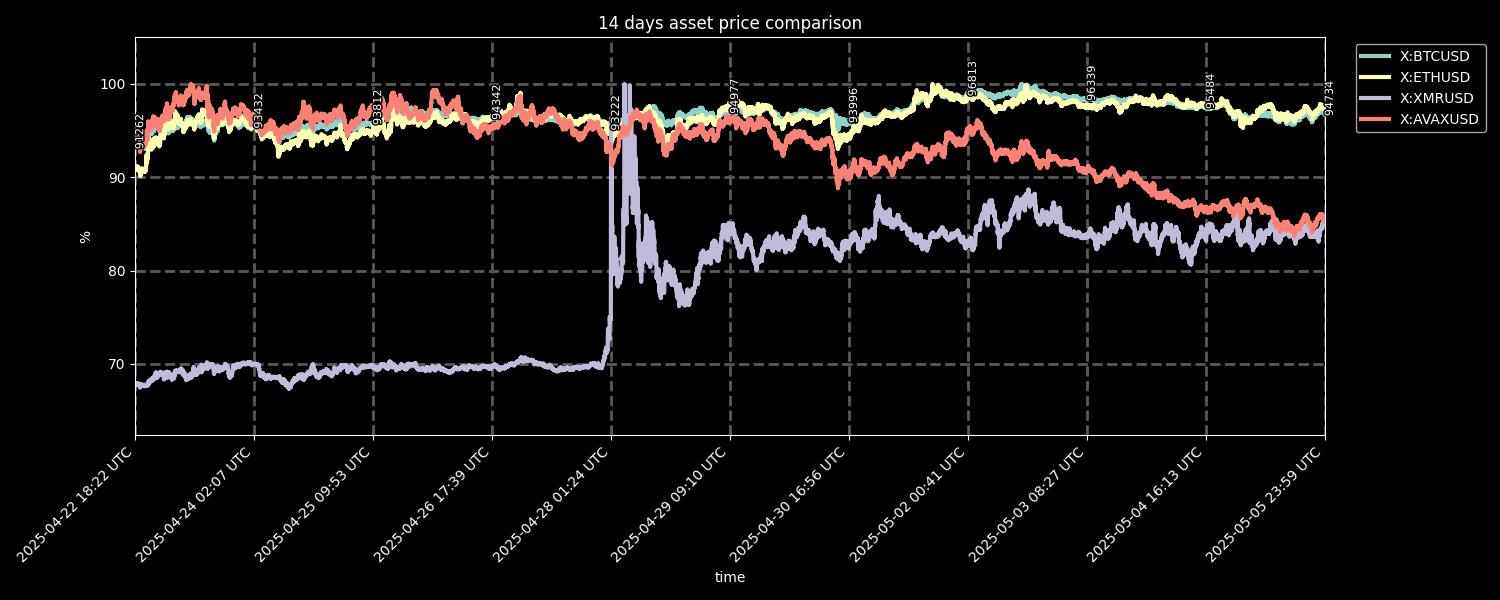 14 days asset price comparison
X:BTCUSD
X:ETHUSD
X:XMRUSD
X:AVAXUSD
100
90
80
70
%
91262
93432
93812
94342
93222
94977
93996
96813
96339
95484
94734
2025-04-22 18:22 UTC
2025-04-24 02:07 UTC
2025-04-25 09:53 UTC
2025-04-26 17:39 UTC
2025-04-28 01:24 UTC
2025-04-29 09:10 UTC
2025-04-30 16:56 UTC
2025-05-02 00:41 UTC
2025-05-03 08:27 UTC
2025-05-04 16:13 UTC
2025-05-05 23:59 UTC
time